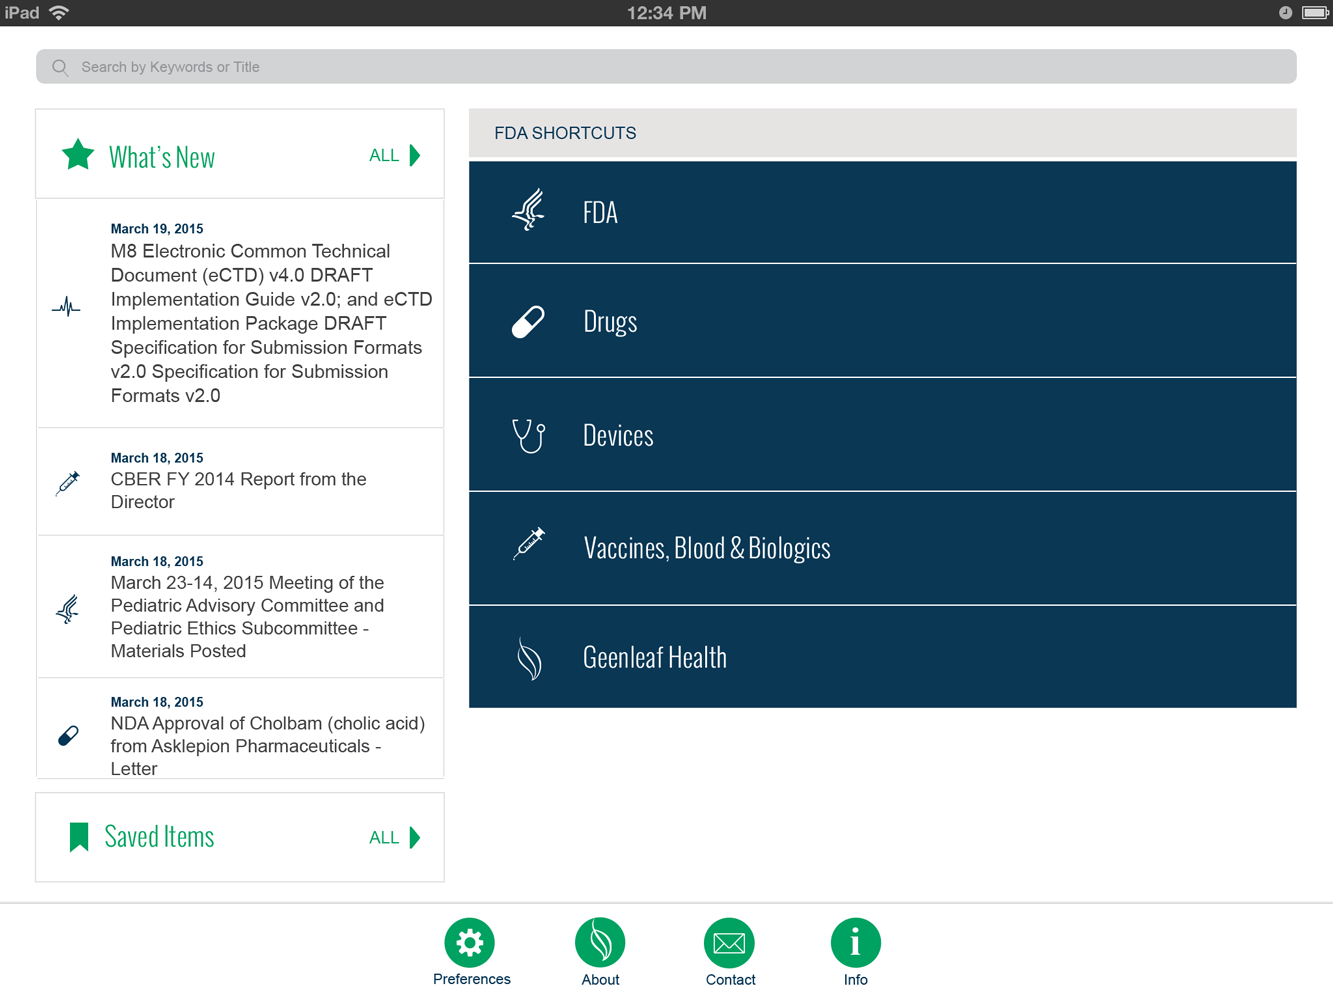 iPad
12:34 PM
Search by Keywords or Title
What's New
ALL
March 19, 2015
M8 Electronic Common Technical
Document (eCTD) v4.0 DRAFT
Implementation Guide v2.0; and eCTD
Implementation Package DRAFT
Specification for Submission Formats
v2.0 Specification for Submission
Formats v2.0
March 18, 2015
CBER FY 2014 Report from the
Director
March 18, 2015
March 23-14, 2015 Meeting of the
Pediatric Advisory Committee and
Pediatric Ethics Subcommittee -
Materials Posted
March 18, 2015
NDA Approval of Cholbam (cholic acid)
from Asklepion Pharmaceuticals -
Letter
Saved Items
ALL
FDA SHORTCUTS
FDA
Drugs
Devices
Vaccines, Blood & Biologics
Geenleaf Health
Preferences
About
Contact
Info